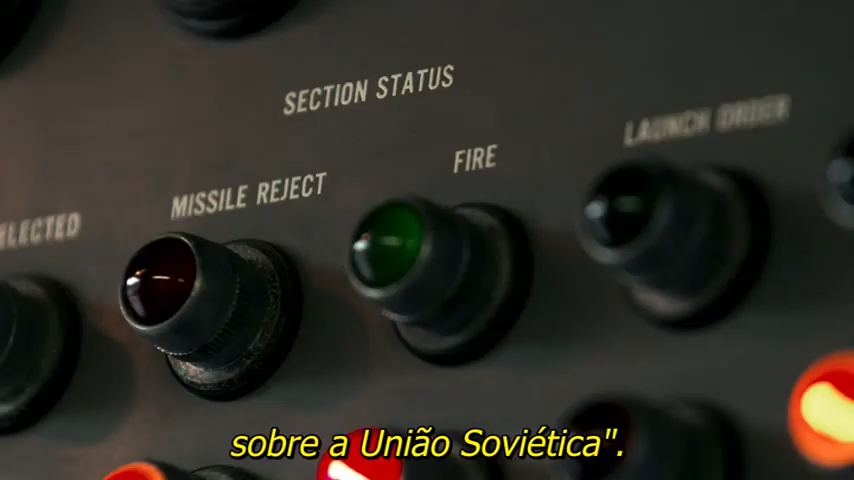 SECTION STATUS
LAUNCH ORDER
FIRE
MISSILE REJECT
ELECTED
sobre a União Soviética".